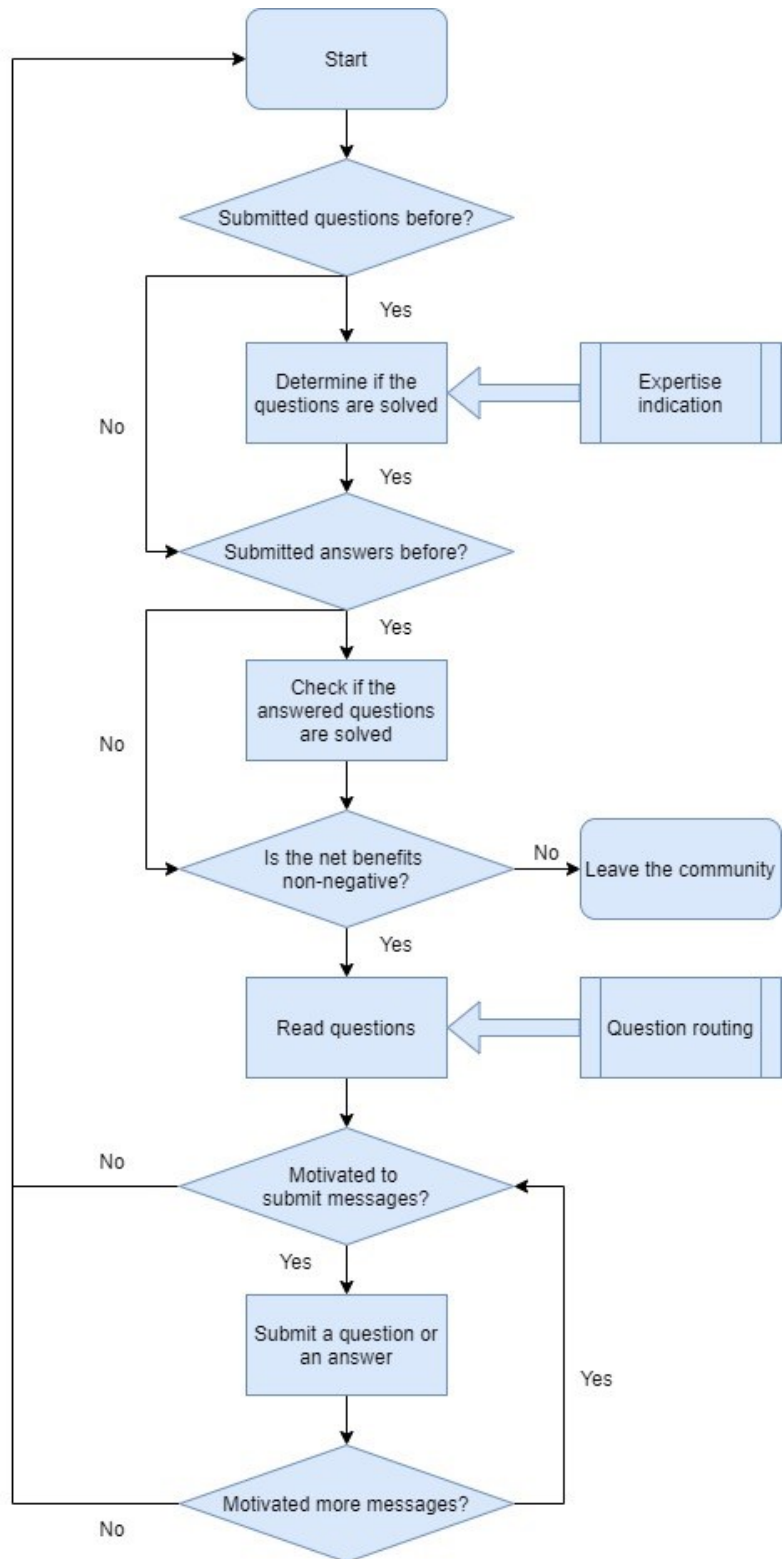 Start
Submitted questions before?
Yes
Determine if the
questions are solved
Expertise
indication
No
Yes
Submitted answers before?
Yes
Check if the
answered questions
are solved
No
Is the net benefits
non-negative?
No
Leave the community
Yes
Read questions
Question routing
No
Motivated to
submit messages?
Yes
Submit a question or
an answer
Yes
Motivated more messages?
No